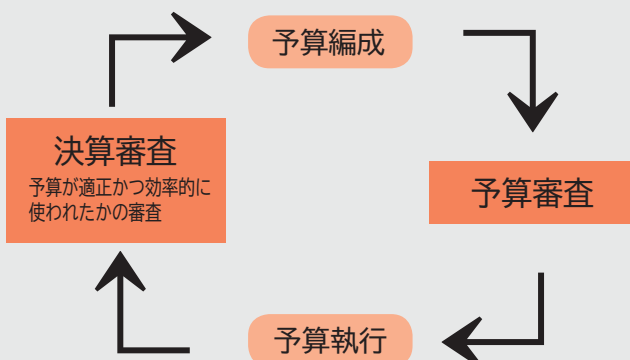 予算編成
決算審査
予算が適正かつ効率的に
使われたかの審査
予算審査
予算執行